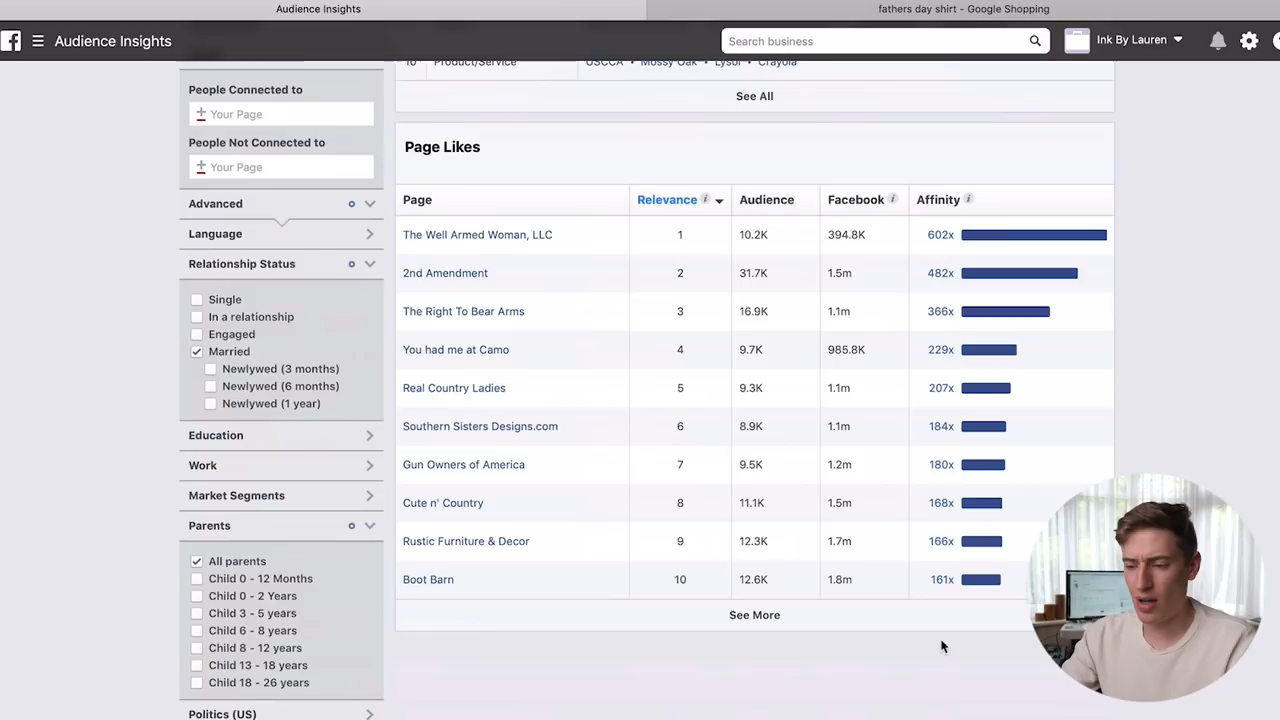 Audience Insights
fathers day shirt - Google Shopping
Audience Insights
Search business
Ink By Lauren
People Connected to
Your Page
People Not Connected to
Your Page
Advanced
Language
Relationship Status
Single
In a relationship
Engaged
Married
Newlywed (3 months)
Newlywed (6 months)
Newlywed (1 year)
Education
Work
Market Segments
Parents
All parents
Child 0 - 12 Months
Child 0 - 2 Years
Child 3 - 5 years
Child 6 - 8 years
Child 8 - 12 years
Child 13 - 18 years
Child 18 - 26 years
Politics (US)
10 Product/Service USCCA • Mossy Oak • Lysol • Crayola
See All
Page Likes
Page Relevance Audience Facebook Affinity
The Well Armed Woman, LLC 1 10.2K 394.8K 602x
2nd Amendment 2 31.7K 1.5m 482x
The Right To Bear Arms 3 16.9K 1.1m 366x
You had me at Camo 4 9.7K 985.8K 229x
Real Country Ladies 5 9.3K 1.1m 207x
Southern Sisters Designs.com 6 8.9K 1.1m 184x
Gun Owners of America 7 9.5K 1.2m 180x
Cute n' Country 8 11.1K 1.5m 168x
Rustic Furniture & Decor 9 12.3K 1.7m 166x
Boot Barn 10 12.6K 1.8m 161x
See More